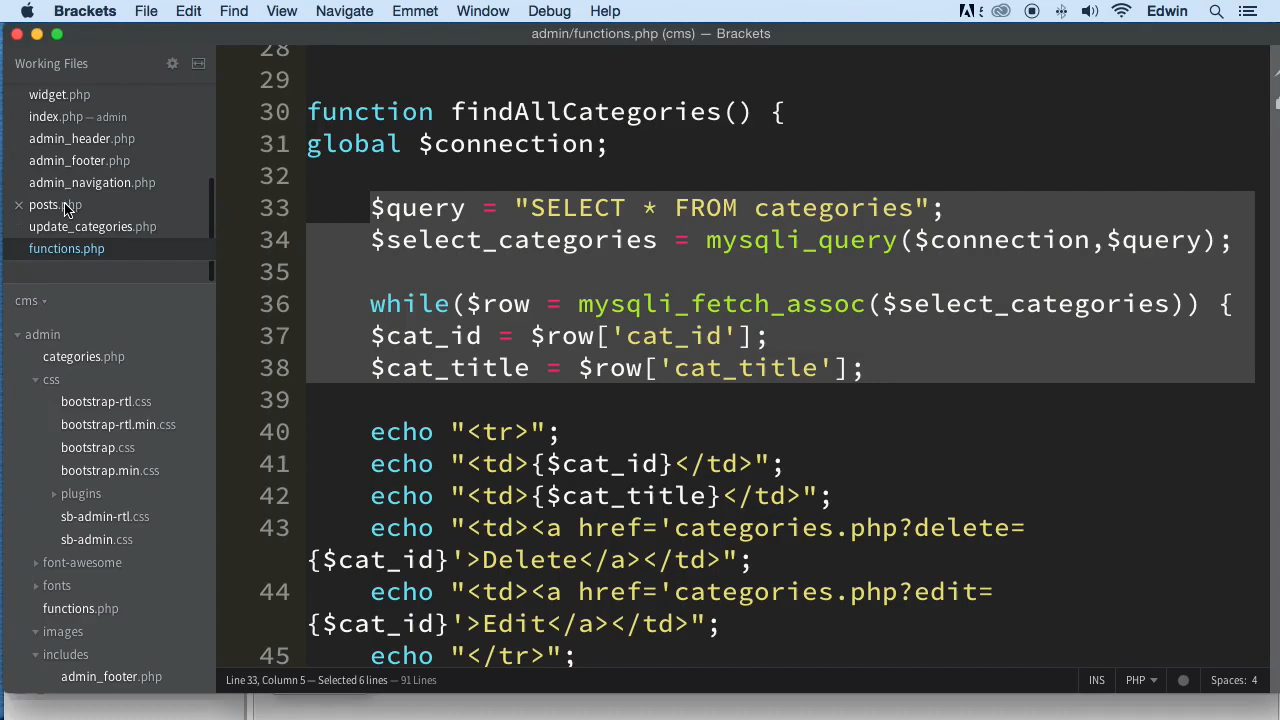 Brackets File Edit Find View Navigate Emmet Window Debug Help 5 Edwin
admin/functions.php (cms) — Brackets
Working Files
widget.php
index.php — admin
admin_header.php
admin_footer.php
admin_navigation.php
posts.php
update_categories.php
functions.php
cms
admin
categories.php
css
bootstrap-rtl.css
bootstrap-rtl.min.css
bootstrap.css
bootstrap.min.css
plugins
sb-admin-rtl.css
sb-admin.css
font-awesome
fonts
functions.php
images
includes
admin_footer.php
28
29
30 function findAllCategories() {
31 global $connection;
32
33 $query = "SELECT * FROM categories";
34 $select_categories = mysqli_query($connection,$query);
35
36 while($row = mysqli_fetch_assoc($select_categories)) {
37 $cat_id = $row['cat_id'];
38 $cat_title = $row['cat_title'];
39
40 echo "<tr>";
41 echo "<td>{$cat_id}</td>";
42 echo "<td>{$cat_title}</td>";
43 echo "<td><a href='categories.php?delete=
{$cat_id}'>Delete</a></td>";
44 echo "<td><a href='categories.php?edit=
{$cat_id}'>Edit</a></td>";
45 echo "</tr>";
Line 33, Column 5 — Selected 6 lines — 91 Lines INS PHP Spaces: 4